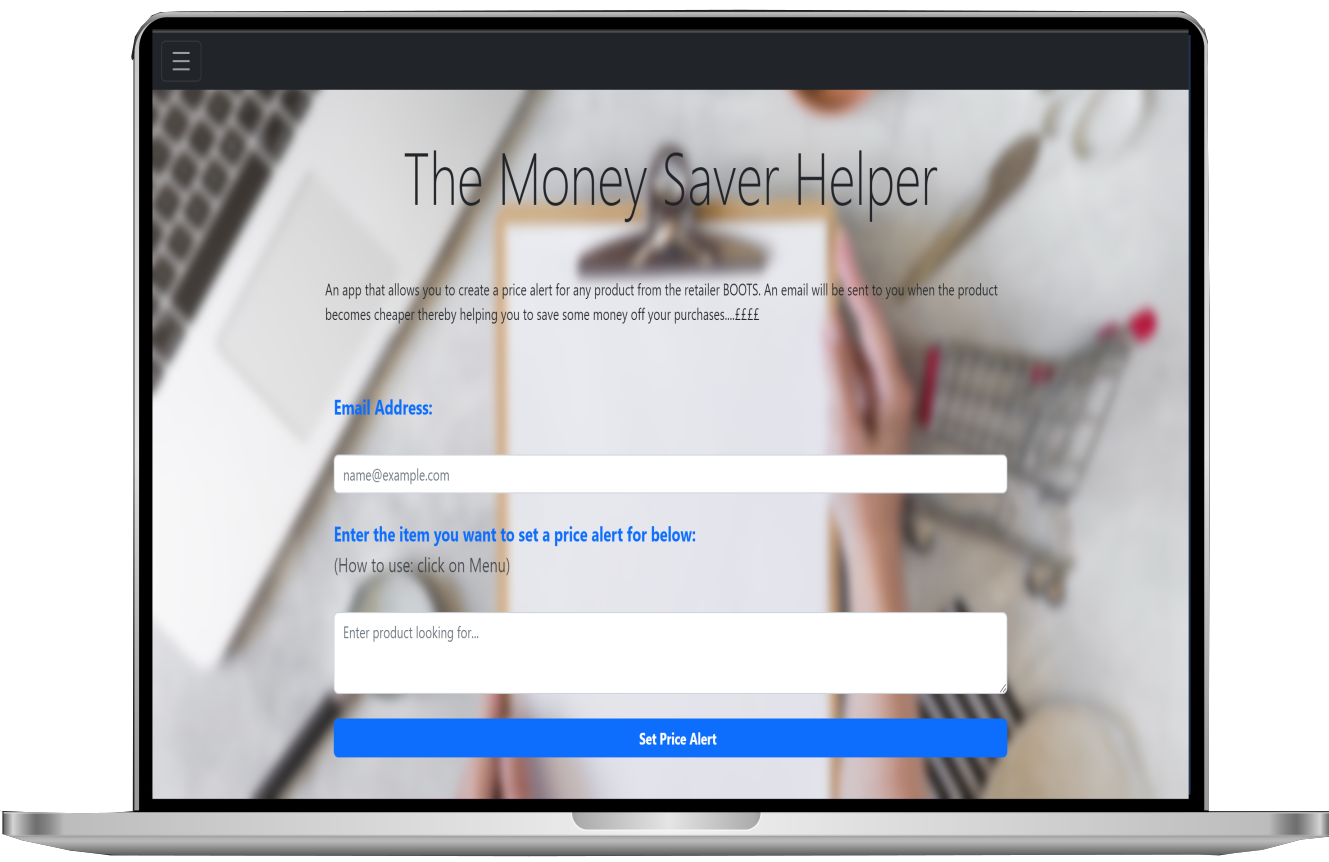 The Money Saver Helper
An app that allows you to create a price alert for any product from the retailer BOOTS. An email will be sent to you when the product
becomes cheaper thereby helping you to save some money off your purchases....££££
Email Address:
name@example.com
Enter the item you want to set a price alert for below:
(How to use: click on Menu)
Enter product looking for...
Set Price Alert